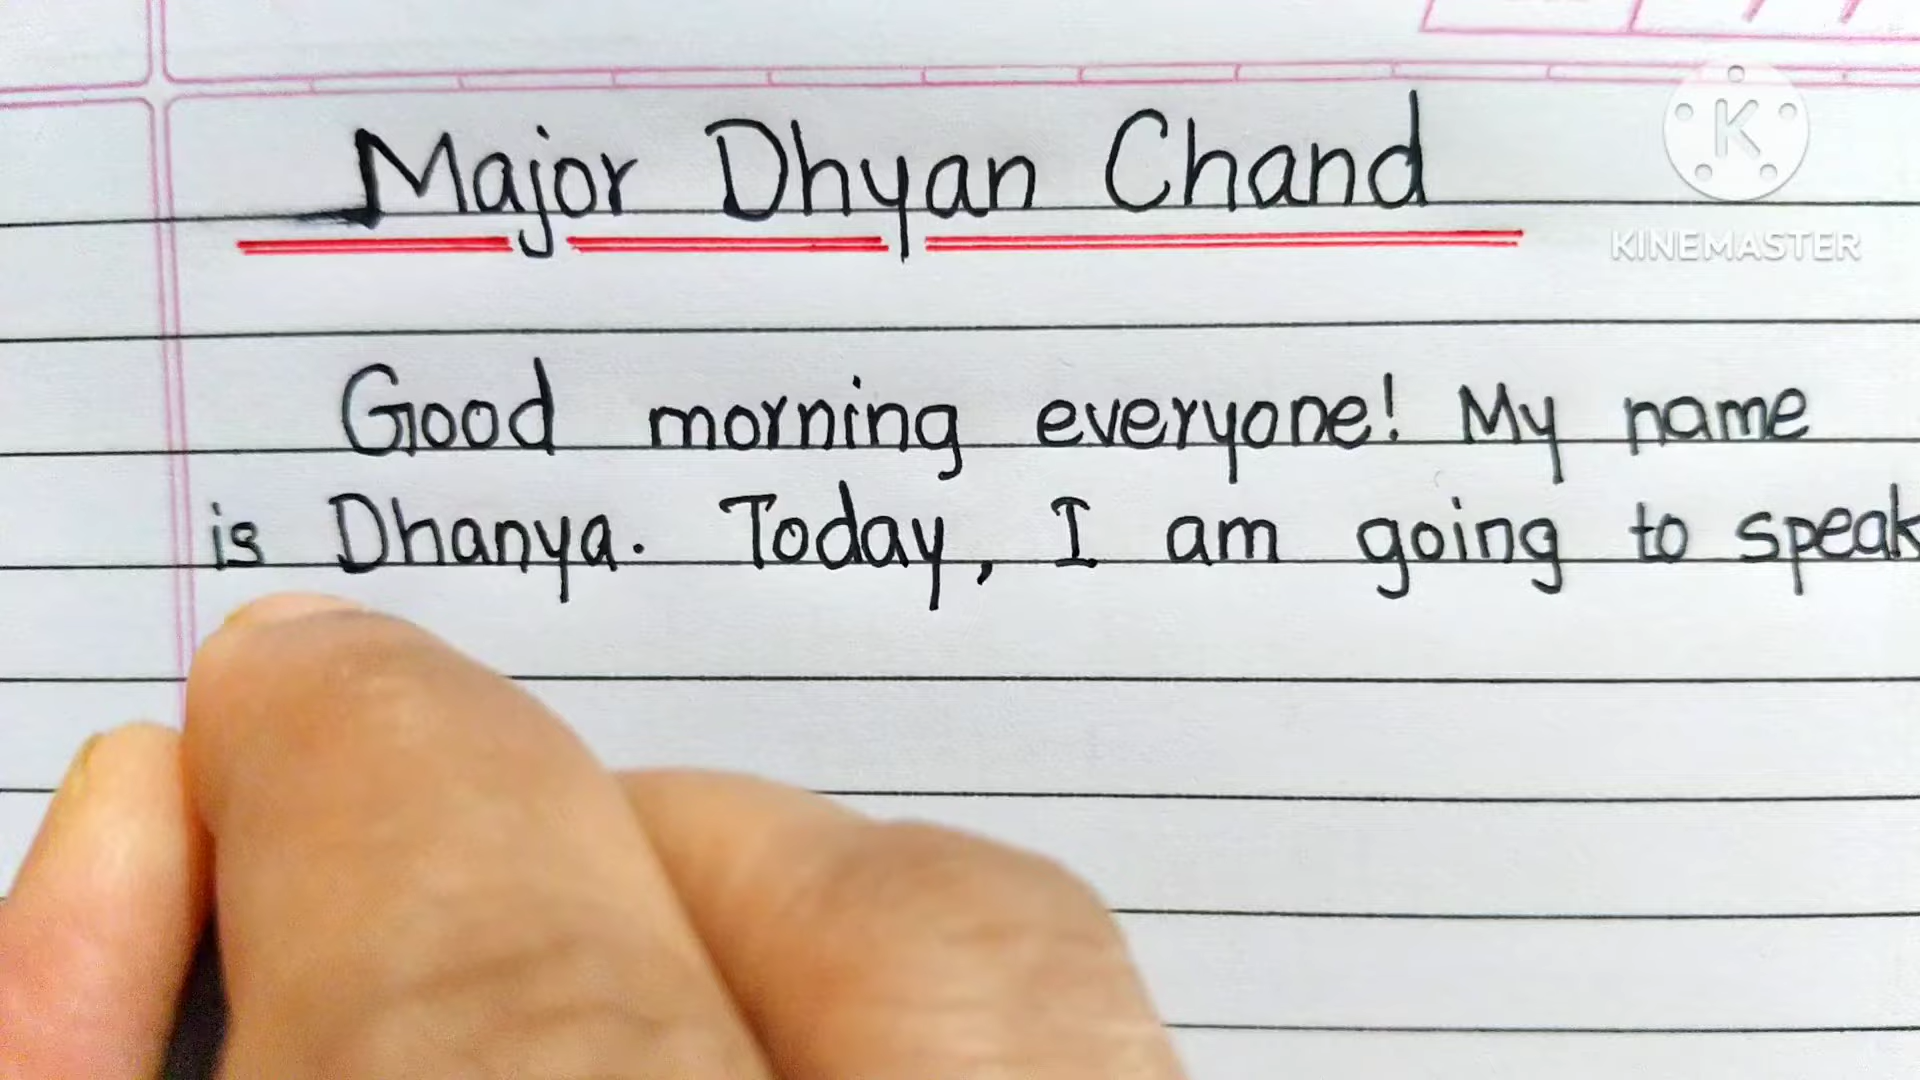 Major Dhyan Chand
KINEMASTER
Good morning everyone! My name
is Dhanya. Today, I am going to speak